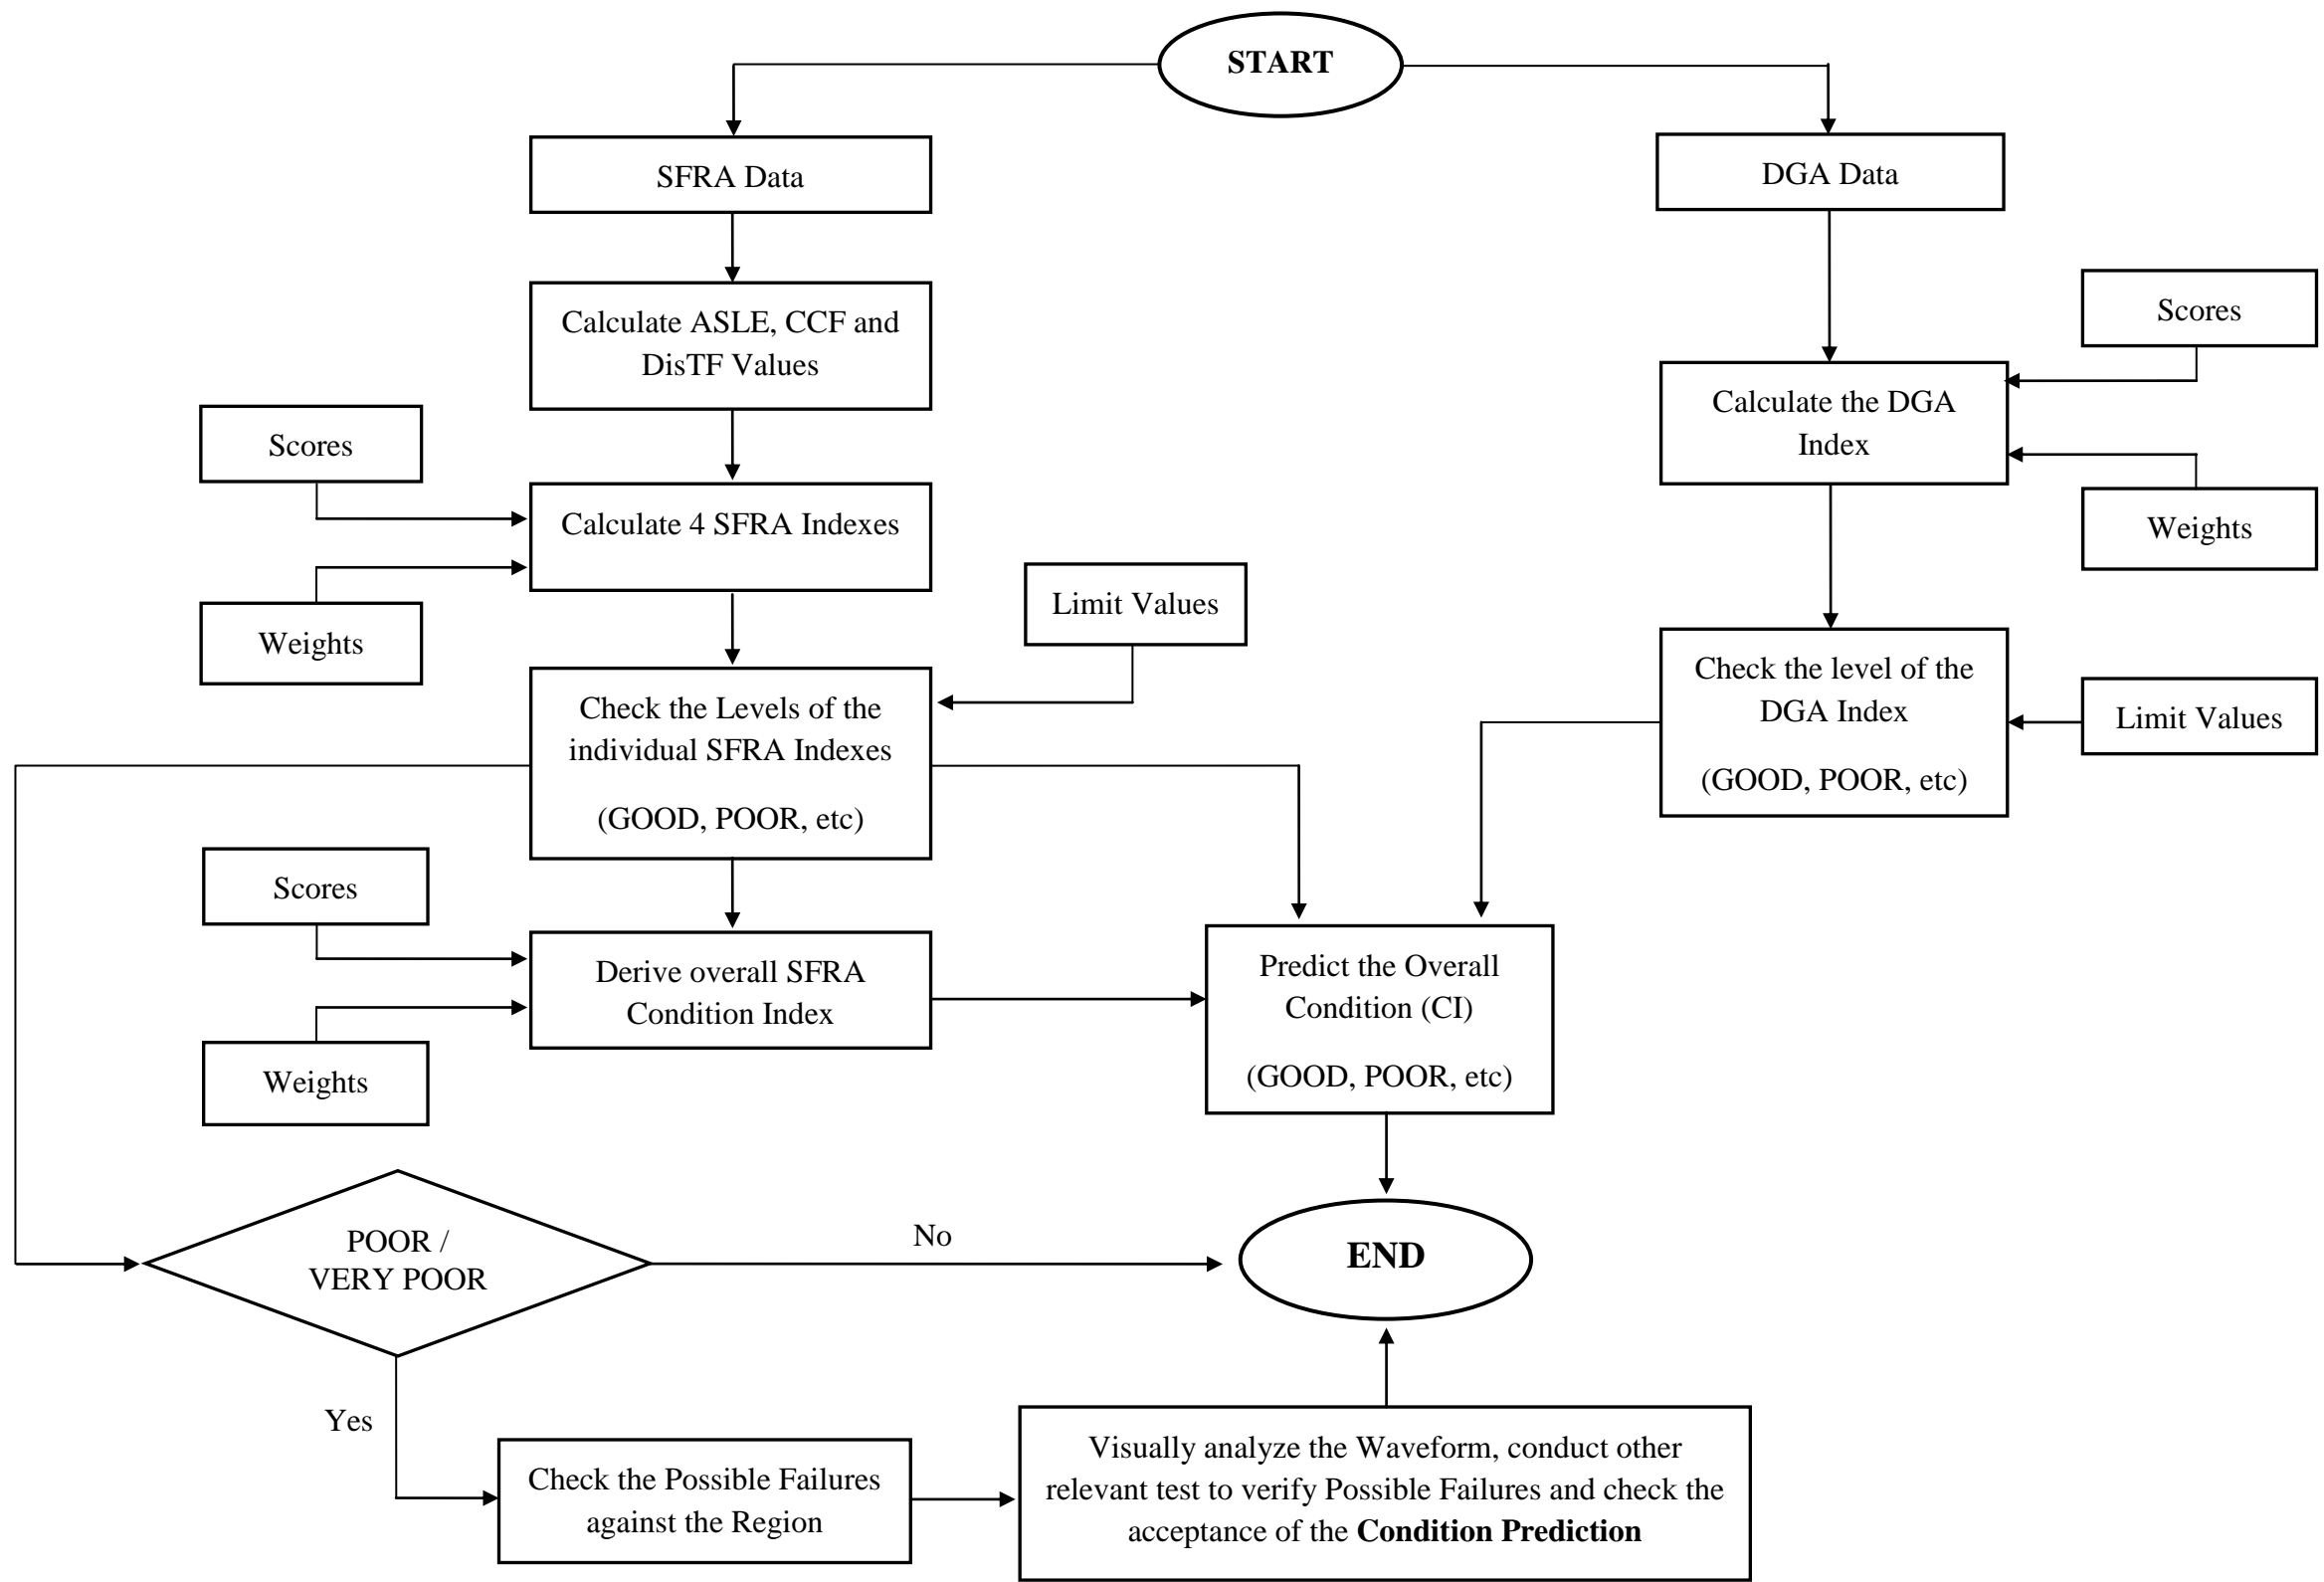 START
SFRA Data
DGA Data
Calculate ASLE, CCF and
DisTF Values
Scores
Calculate the DGA
Index
Scores
Calculate 4 SFRA Indexes
Weights
Limit Values
Weights
Check the Levels of the
individual SFRA Indexes
(GOOD, POOR, etc)
Check the level of the
DGA Index
(GOOD, POOR, etc)
Limit Values
Scores
Derive overall SFRA
Condition Index
Predict the Overall
Condition (CI)
(GOOD, POOR, etc)
Weights
POOR /
VERY POOR
No
END
Yes
Check the Possible Failures
against the Region
Visually analyze the Waveform, conduct other
relevant test to verify Possible Failures and check the
acceptance of the Condition Prediction